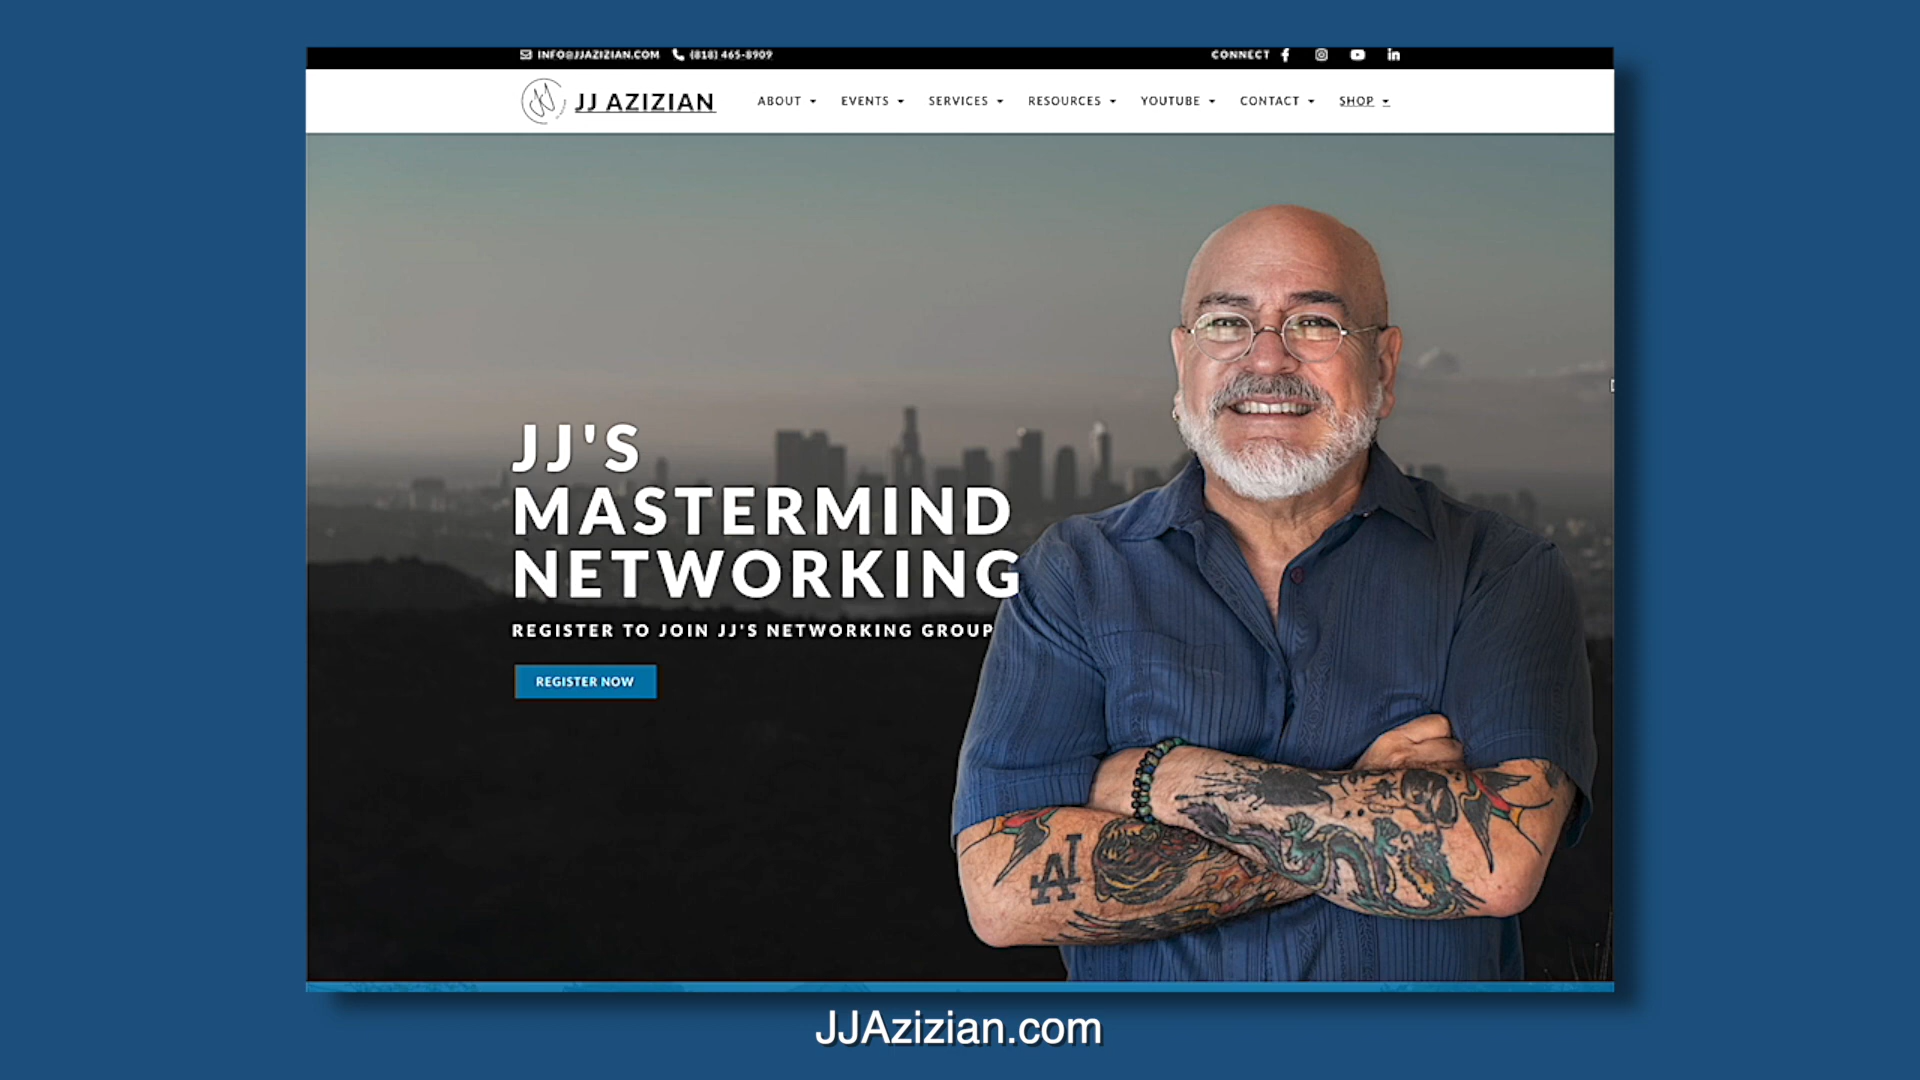 INFO@JJAZIZIAN.COM (818) 465-8909 CONNECT
JJ AZIZIAN ABOUT EVENTS SERVICES RESOURCES YOUTUBE CONTACT SHOP
JJ'S
MASTERMIND
NETWORKING
REGISTER TO JOIN JJ'S NETWORKING GROUP
REGISTER NOW
LA
JJAzizian.com